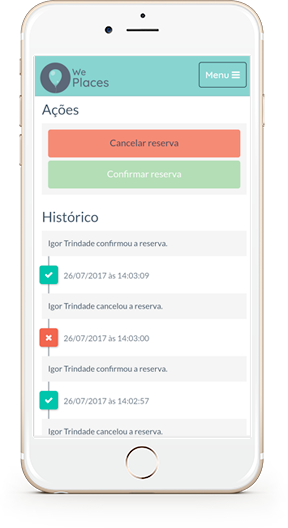 We
Places
Menu
Ações
Cancelar reserva
Confirmar reserva
Histórico
Igor Trindade confirmou a reserva.
26/07/2017 às 14:03:09
Igor Trindade cancelou a reserva.
26/07/2017 às 14:03:00
Igor Trindade confirmou a reserva.
26/07/2017 às 14:02:57
Igor Trindade cancelou a reserva.